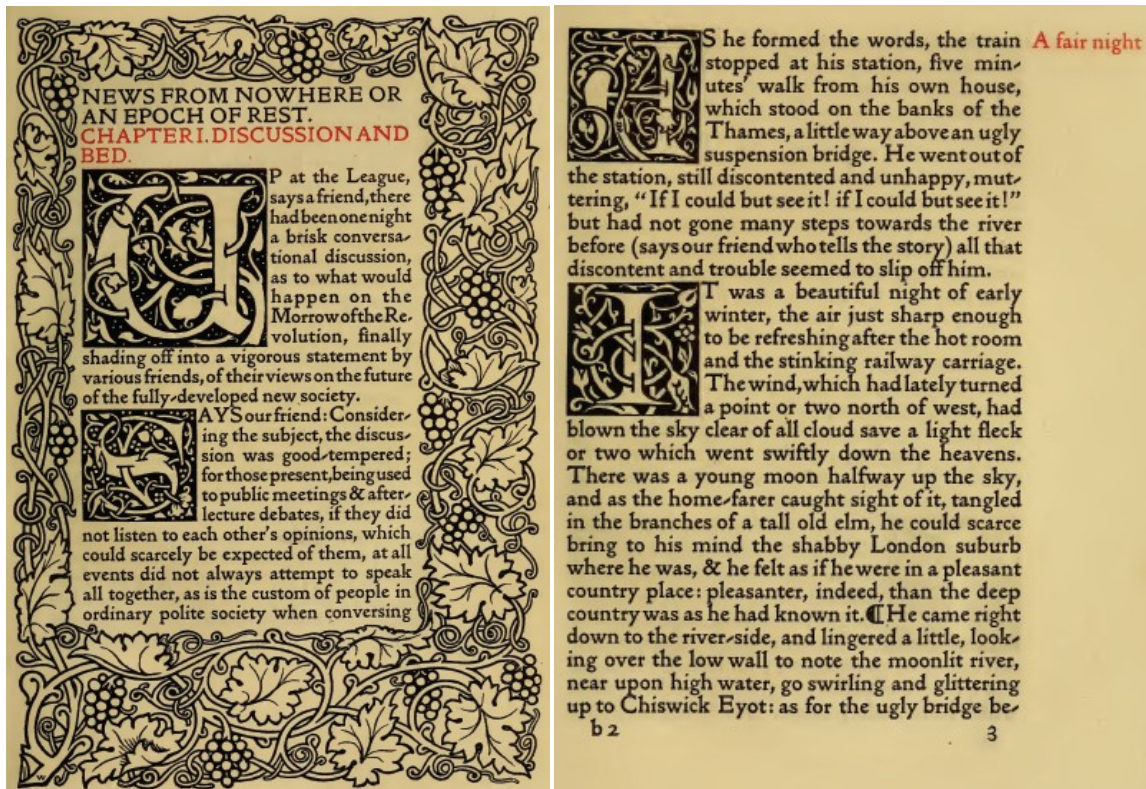 NEWS FROM NOWHERE OR
AN EPOCH OF REST.
CHAPTER I. DISCUSSION AND
BED.
UP at the League,
says a friend, there
had been one night
a brisk conversa-
tional discussion,
as to what would
happen on the
Morrow of the Re-
volution, finally
shading off into a vigorous statement by
various friends, of their views on the future
of the fully-developed new society.
SAYS our friend: Consider-
ing the subject, the discus-
sion was good-tempered;
for those present, being used
to public meetings & after-
lecture debates, if they did
not listen to each other's opinions, which
could scarcely be expected of them, at all
events did not always attempt to speak
all together, as is the custom of people in
ordinary polite society when conversing
AS he formed the words, the train
stopped at his station, five min-
utes' walk from his own house,
which stood on the banks of the
Thames, a little way above an ugly
suspension bridge. He went out of
the station, still discontented and unhappy, mut-
tering, "If I could but see it! if I could but see it!"
but had not gone many steps towards the river
before (says our friend who tells the story) all that
discontent and trouble seemed to slip off him.
IT was a beautiful night of early
winter, the air just sharp enough
to be refreshing after the hot room
and the stinking railway carriage.
The wind, which had lately turned
a point or two north of west, had
blown the sky clear of all cloud save a light fleck
or two which went swiftly down the heavens.
There was a young moon halfway up the sky,
and as the home-farer caught sight of it, tangled
in the branches of a tall old elm, he could scarce
bring to his mind the shabby London suburb
where he was, & he felt as if he were in a pleasant
country place: pleasanter, indeed, than the deep
country was as he had known it. ¶ He came right
down to the river-side, and lingered a little, look-
ing over the low wall to note the moonlit river,
near upon high water, go swirling and glittering
up to Chiswick Eyot: as for the ugly bridge be-
b 2 3
A fair night